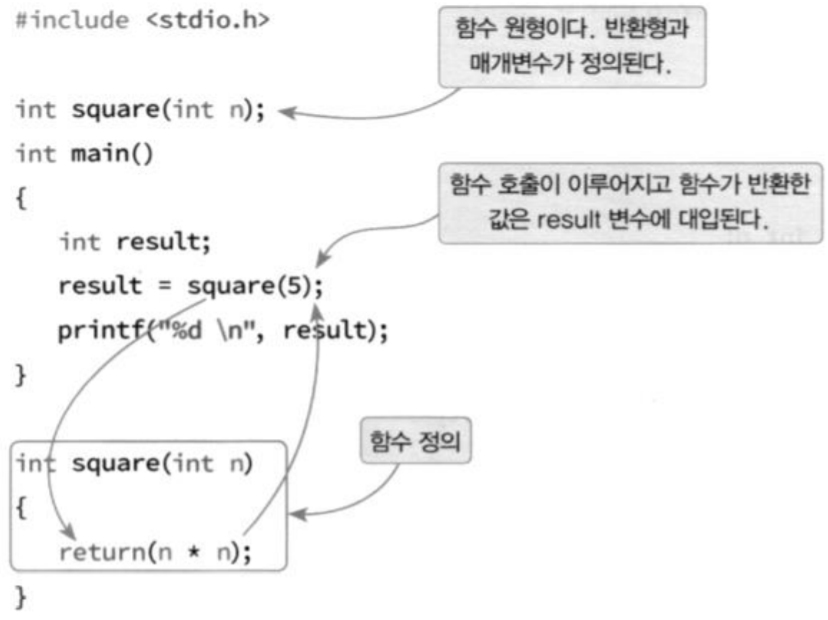 #include <stdio.h>
함수 원형이다. 반환형과
매개변수가 정의된다.
int square(int n);
int main()
{
함수 호출이 이루어지고 함수가 반환한
값은 result 변수에 대입된다.
int result;
result = square(5);
printf("%d \n", result);
}
함수 정의
int square(int n)
{
return(n * n);
}